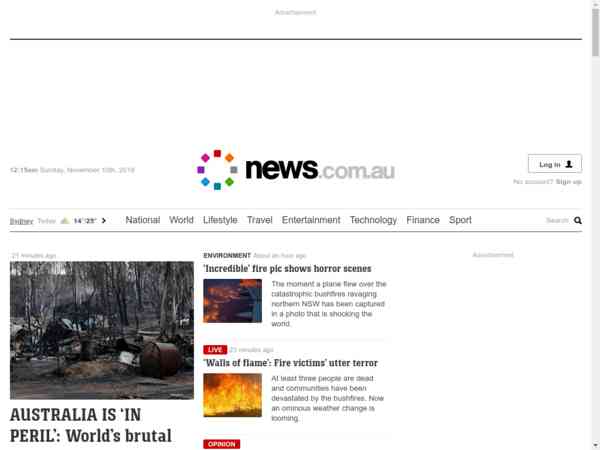 Advertisement
12:15am Sunday, November 10th, 2019
news.com.au
Log in
No account? Sign up
Sydney Today 14°/25° National World Lifestyle Travel Entertainment Technology Finance Sport Search
21 minutes ago
AUSTRALIA IS ‘IN
PERIL’: World’s brutal
ENVIRONMENT About an hour ago
‘Incredible’ fire pic shows horror scenes
The moment a plane flew over the
catastrophic bushfires ravaging
northern NSW has been captured
in a photo that is shocking the
world.
LIVE 23 minutes ago
‘Walls of flame’: Fire victims’ utter terror
At least three people are dead
and communities have been
devastated by the bushfires. Now
an ominous weather change is
looming.
OPINION
Advertisement